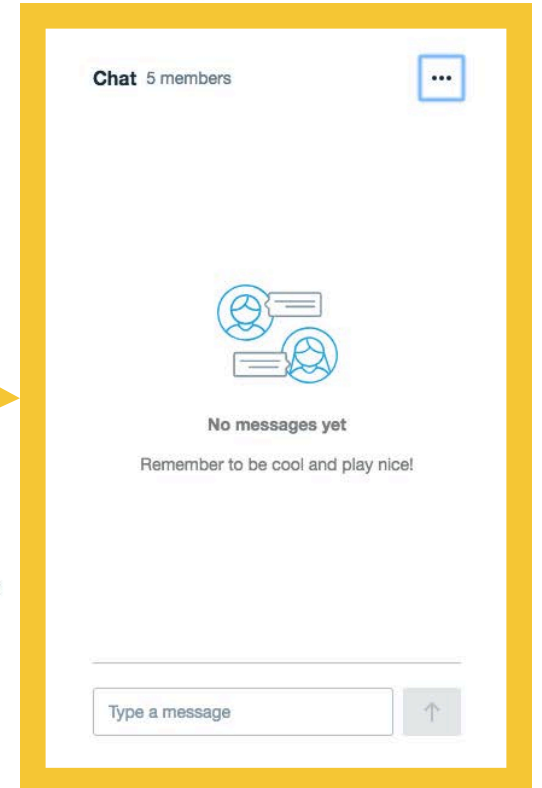 Chat 5 members
No messages yet
Remember to be cool and play nice!
Type a message